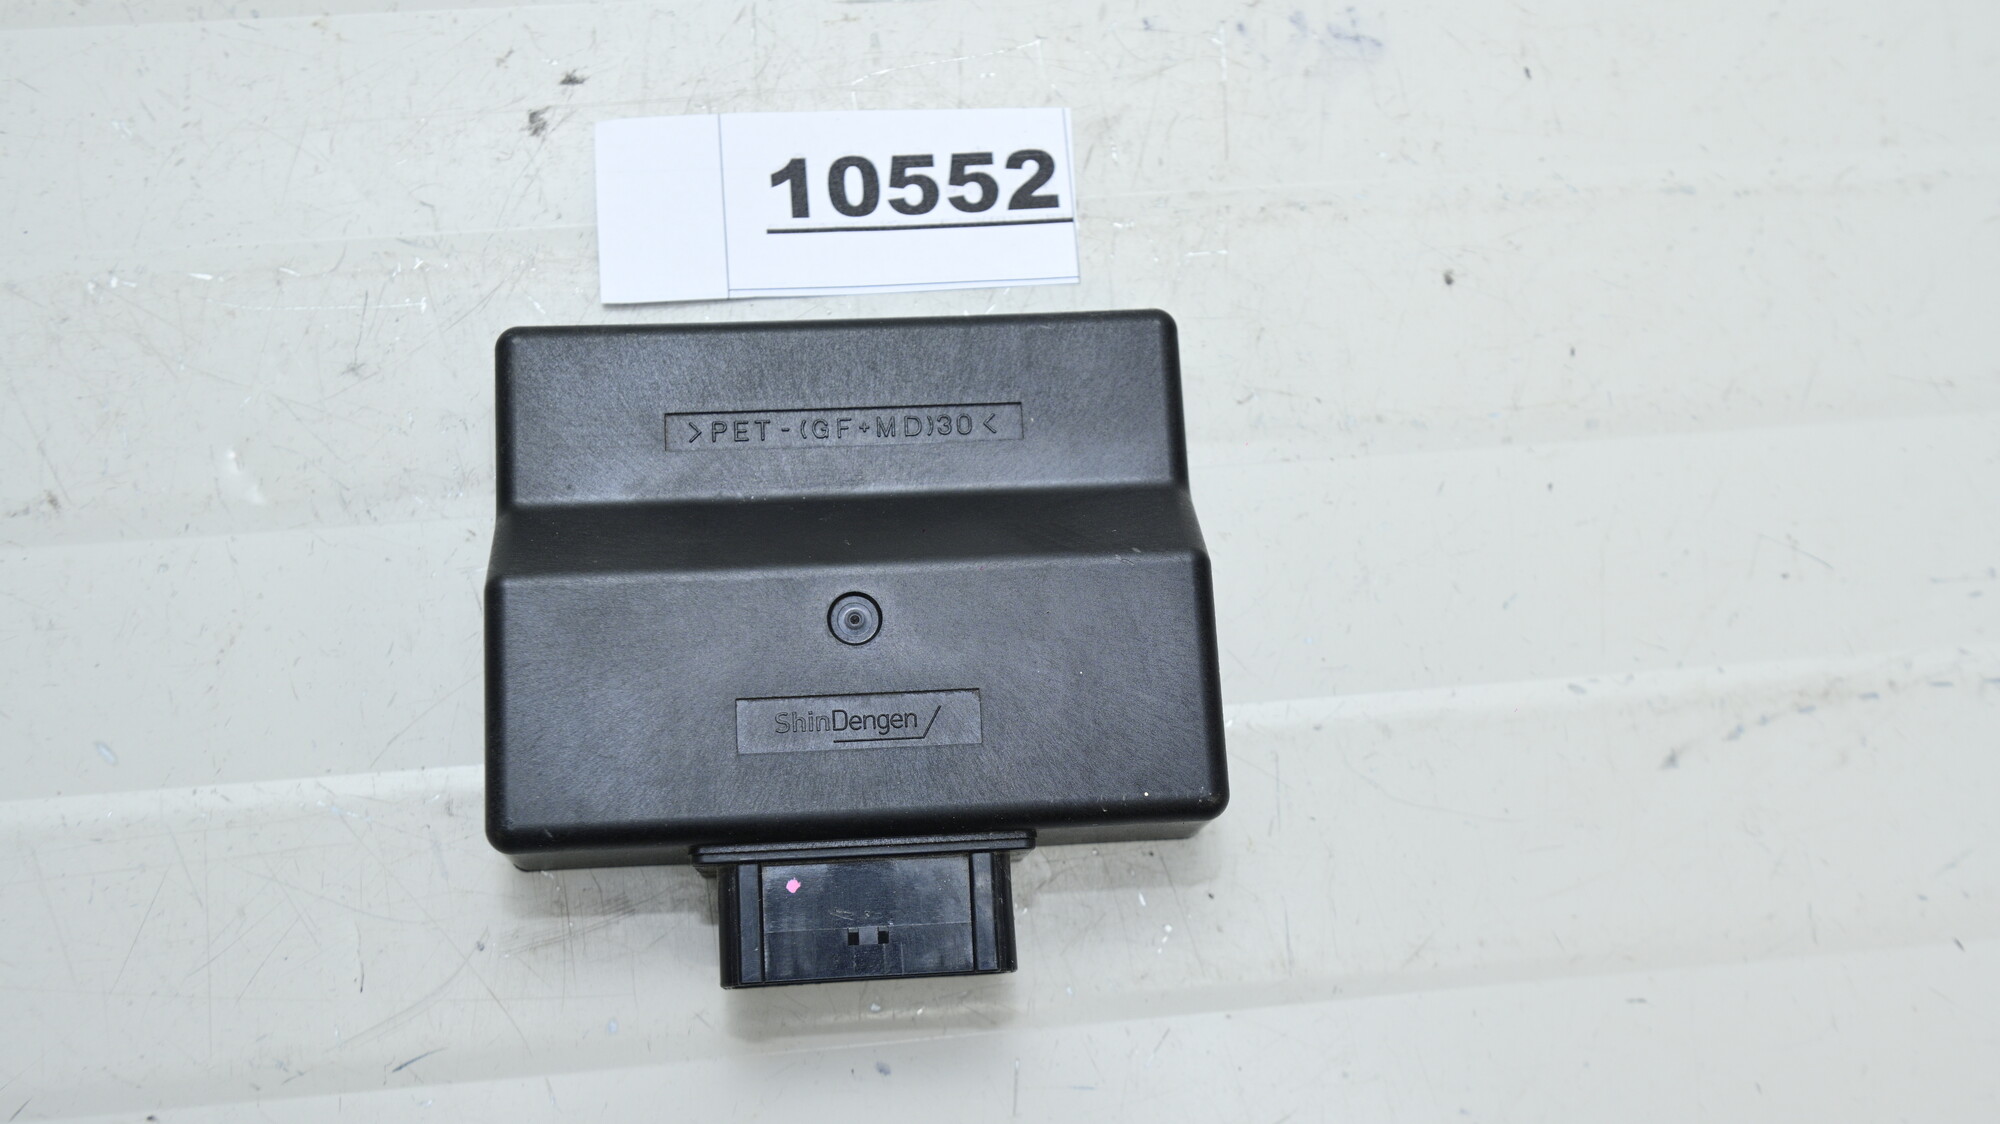 10552
>PET-(GF+MD)30<
ShinDengen